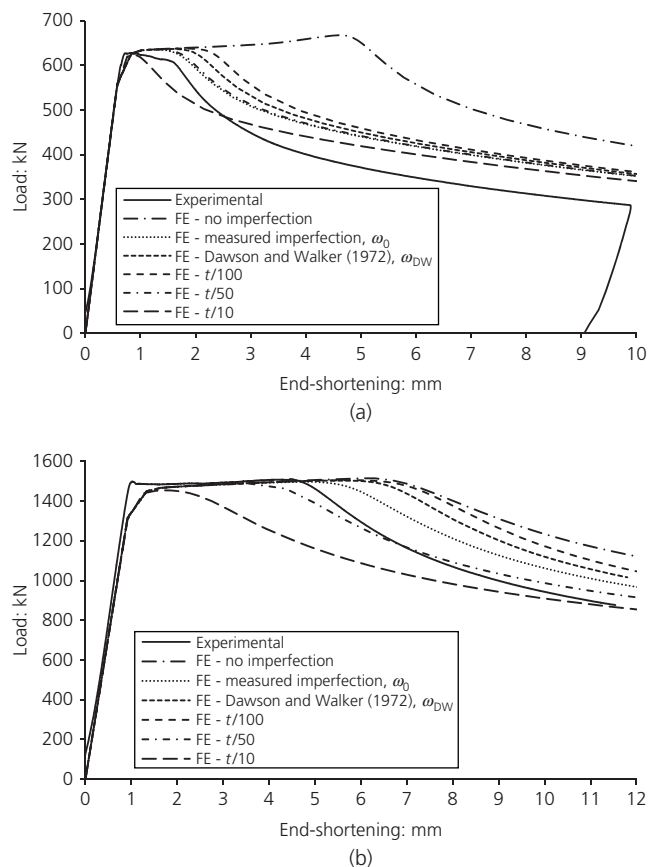 700
600
500
400
300
200
100
0
Load: kN
Experimental
FE - no imperfection
FE - measured imperfection, ω0
FE - Dawson and Walker (1972), ωDW
FE - t/100
FE - t/50
FE - t/10
0 1 2 3 4 5 6 7 8 9 10
End-shortening: mm
(a)
1600
1400
1200
1000
800
600
400
200
0
Load: kN
Experimental
FE - no imperfection
FE - measured imperfection, ω0
FE - Dawson and Walker (1972), ωDW
FE - t/100
FE - t/50
FE - t/10
0 1 2 3 4 5 6 7 8 9 10 11 12
End-shortening: mm
(b)